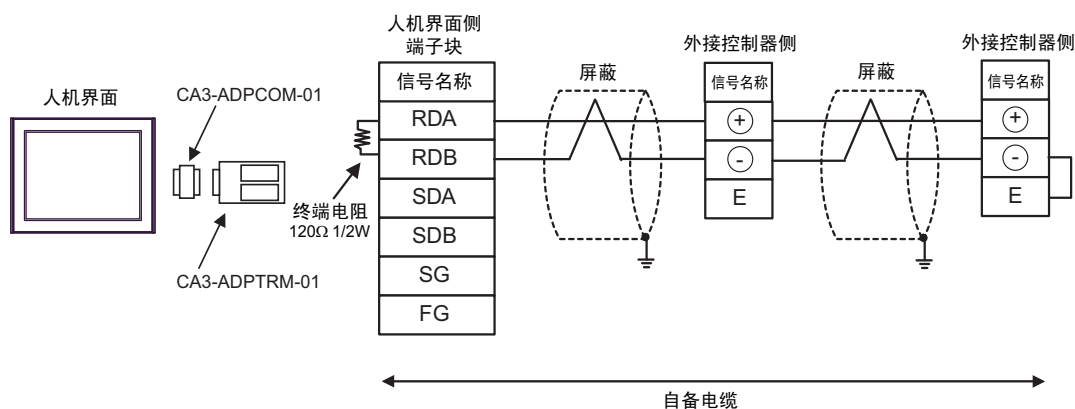 人机界面
CA3-ADPCOM-01
CA3-ADPTRM-01
终端电阻
120Ω 1/2W
人机界面侧
端子块
信号名称
RDA
RDB
SDA
SDB
SG
FG
屏蔽
外接控制器侧
信号名称
+
-
E
屏蔽
外接控制器侧
信号名称
+
-
E
自备电缆